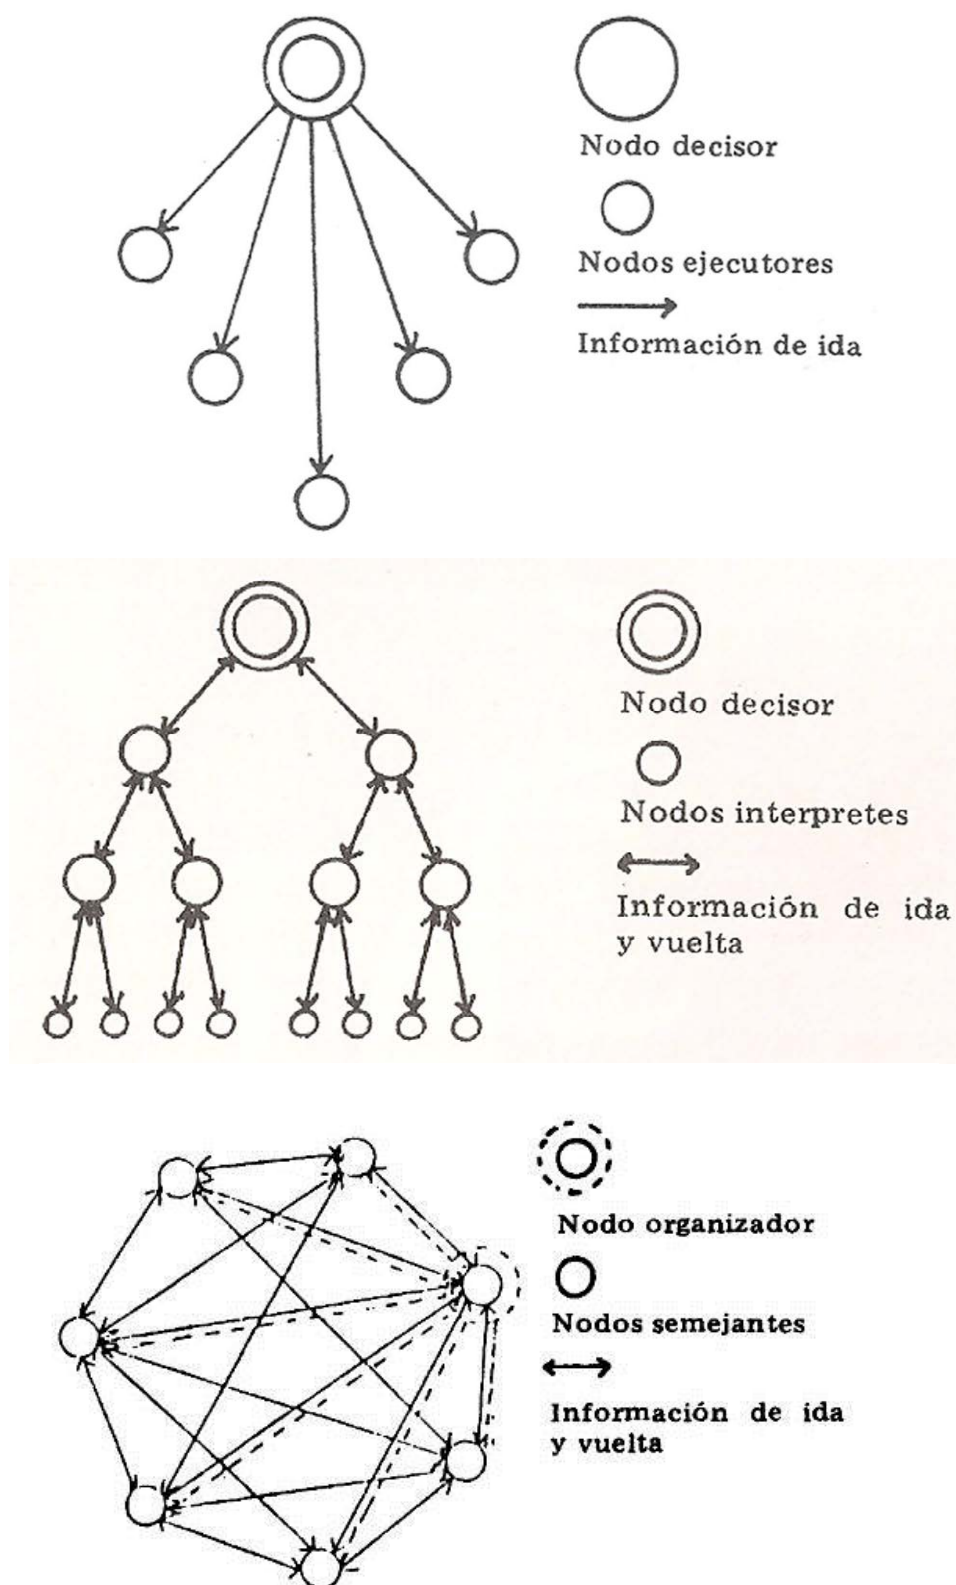 Nodo decisor
Nodos ejecutores
Información de ida
Nodo decisor
Nodos interpretes
Información de ida
y vuelta
Nodo organizador
Nodos semejantes
Información de ida
y vuelta